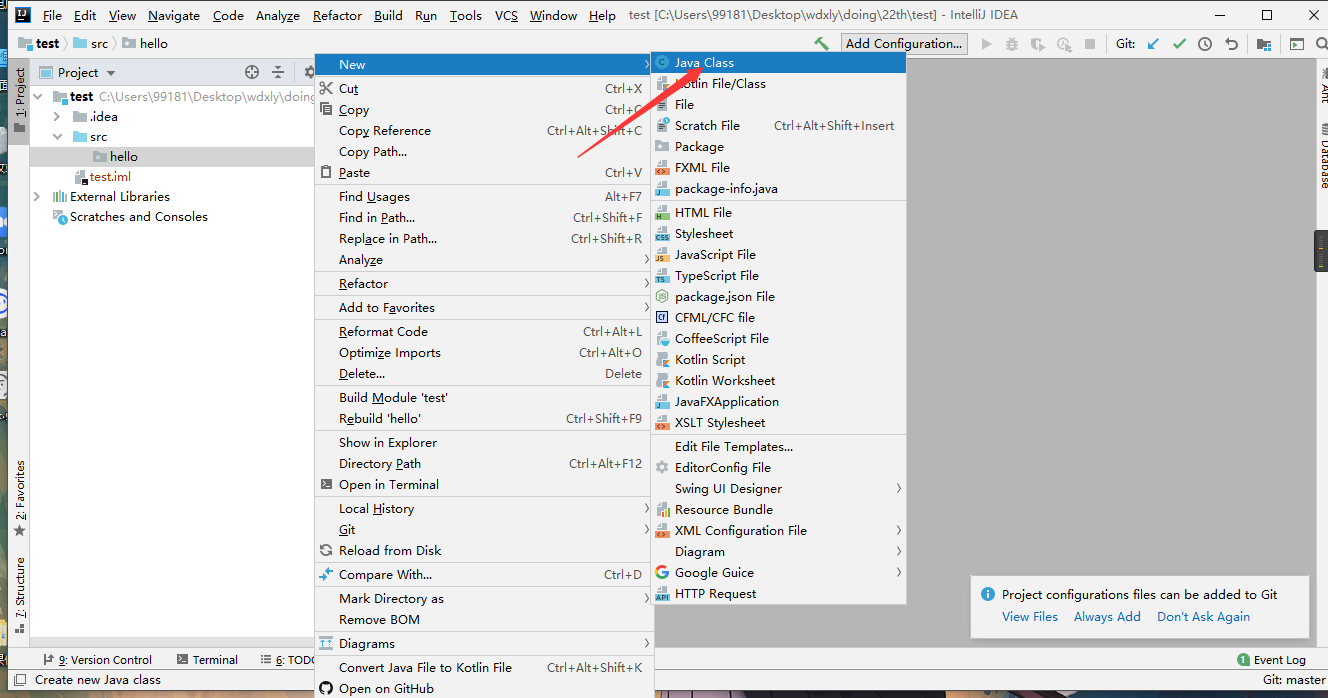 File Edit View Navigate Code Analyze Refactor Build Run Tools VCS Window Help test [C:\Users\99181\Desktop\wdxly\doing\22th\test] - IntelliJ IDEA
test src hello
Add Configuration...
Git:
1: Project
Project
test C:\Users\99181\Desktop\wdxly\doing
.idea
src
hello
test.iml
External Libraries
Scratches and Consoles
2: Favorites
7: Structure
New
Cut Ctrl+X
Copy Ctrl+C
Copy Reference Ctrl+Alt+Shift+C
Copy Path...
Paste Ctrl+V
Find Usages Alt+F7
Find in Path... Ctrl+Shift+F
Replace in Path... Ctrl+Shift+R
Analyze
Refactor
Add to Favorites
Reformat Code Ctrl+Alt+L
Optimize Imports Ctrl+Alt+O
Delete... Delete
Build Module 'test'
Rebuild 'hello' Ctrl+Shift+F9
Show in Explorer
Directory Path Ctrl+Alt+F12
Open in Terminal
Local History
Git
Reload from Disk
Compare With... Ctrl+D
Mark Directory as
Remove BOM
Diagrams
Convert Java File to Kotlin File Ctrl+Alt+Shift+K
Open on GitHub
Java Class
Kotlin File/Class
File
Scratch File Ctrl+Alt+Shift+Insert
Package
FXML File
package-info.java
HTML File
Stylesheet
JavaScript File
TypeScript File
package.json File
CFML/CFC file
CoffeeScript File
Kotlin Script
Kotlin Worksheet
JavaFXApplication
XSLT Stylesheet
Edit File Templates...
EditorConfig File
Swing UI Designer
Resource Bundle
XML Configuration File
Diagram
Google Guice
HTTP Request
Ant
Database
Project configurations files can be added to Git
View Files Always Add Don't Ask Again
9: Version Control Terminal 6: TODO
1 Event Log
Create new Java class
Git: master